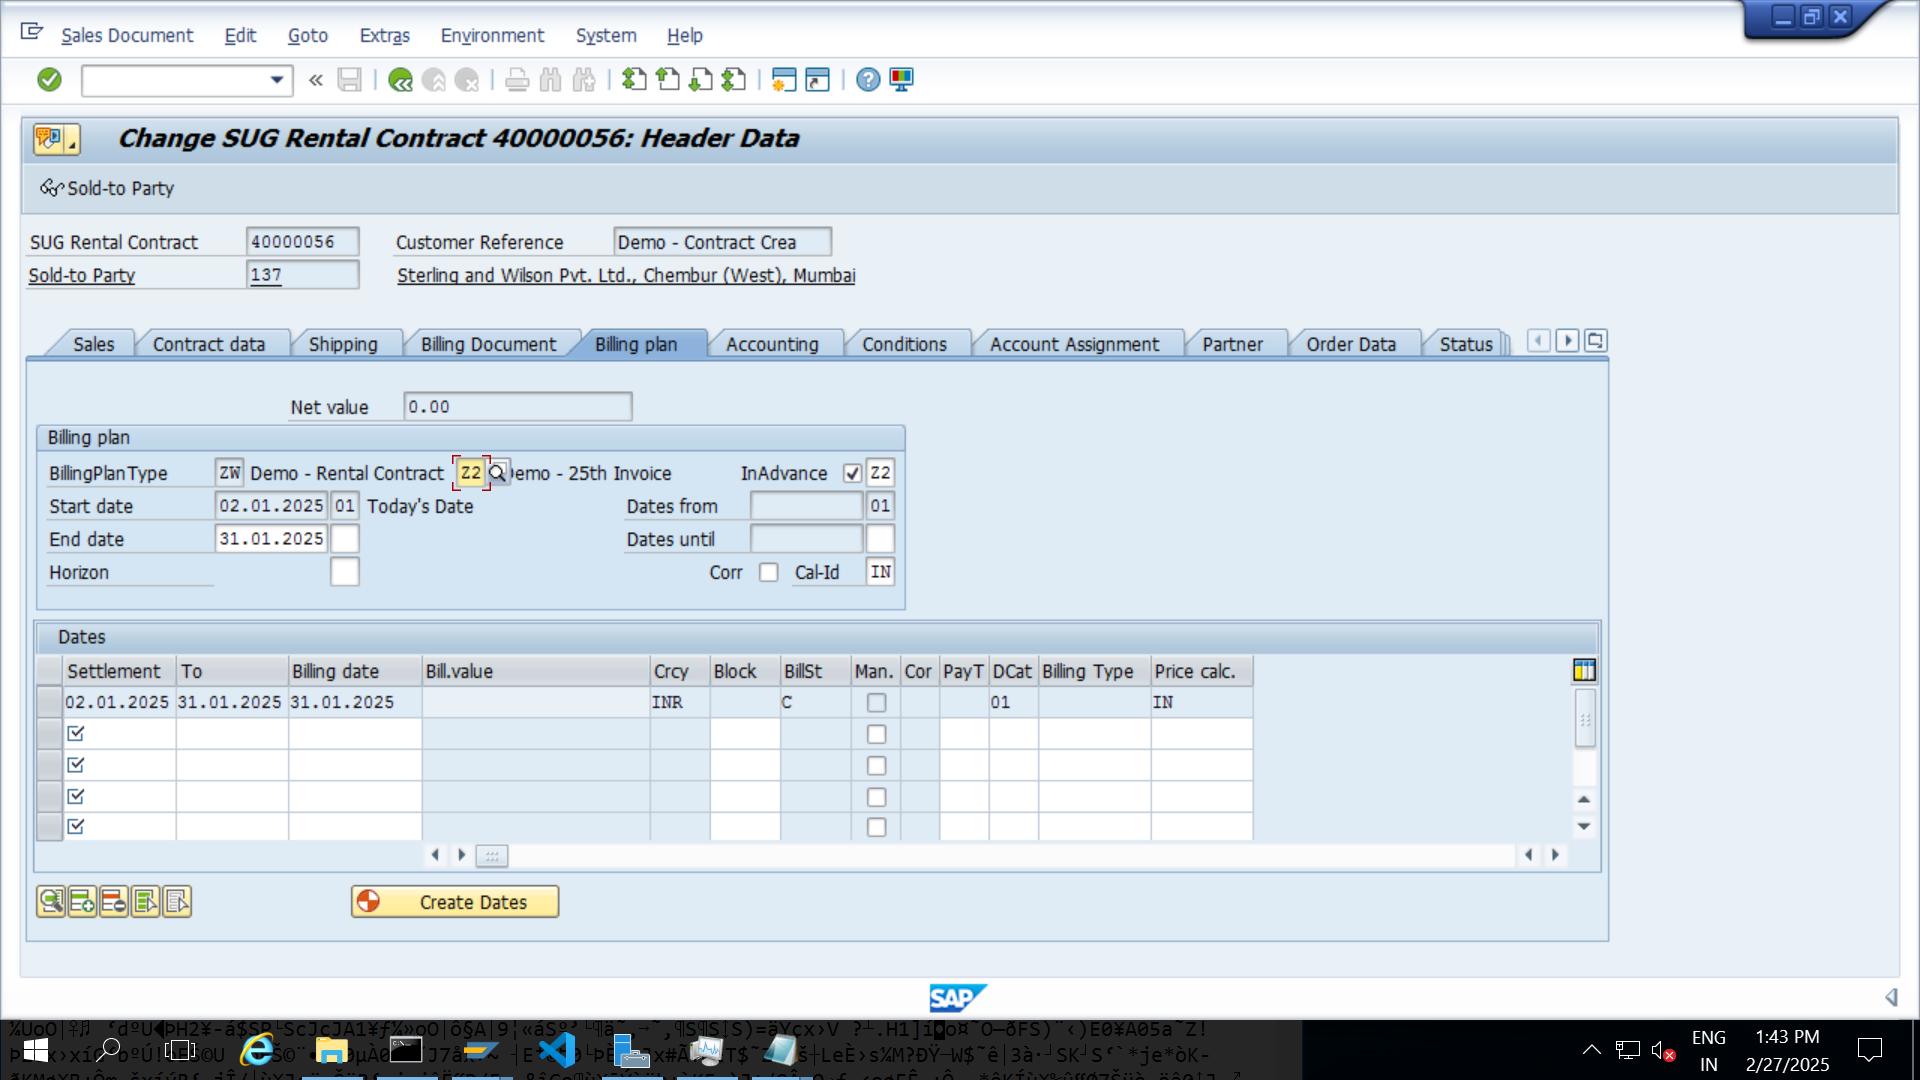 Sales Document Edit Goto Extras Environment System Help
Change SUG Rental Contract 40000056: Header Data
Sold-to Party
SUG Rental Contract 40000056 Customer Reference Demo - Contract Crea
Sold-to Party 137 Sterling and Wilson Pvt. Ltd., Chembur (West), Mumbai
Sales Contract data Shipping Billing Document Billing plan Accounting Conditions Account Assignment Partner Order Data Status
Net value 0.00
Billing plan
BillingPlanType ZW Demo - Rental Contract Z2 emo - 25th Invoice InAdvance Z2
Start date 02.01.2025 01 Today's Date Dates from 01
End date 31.01.2025 Dates until
Horizon Corr Cal-Id IN
Dates
Settlement To Billing date Bill.value Crcy Block BillSt Man. Cor PayT DCat Billing Type Price calc.
02.01.2025 31.01.2025 31.01.2025 INR C 01 IN
Create Dates
SAP
ENG 1:43 PM
IN 2/27/2025